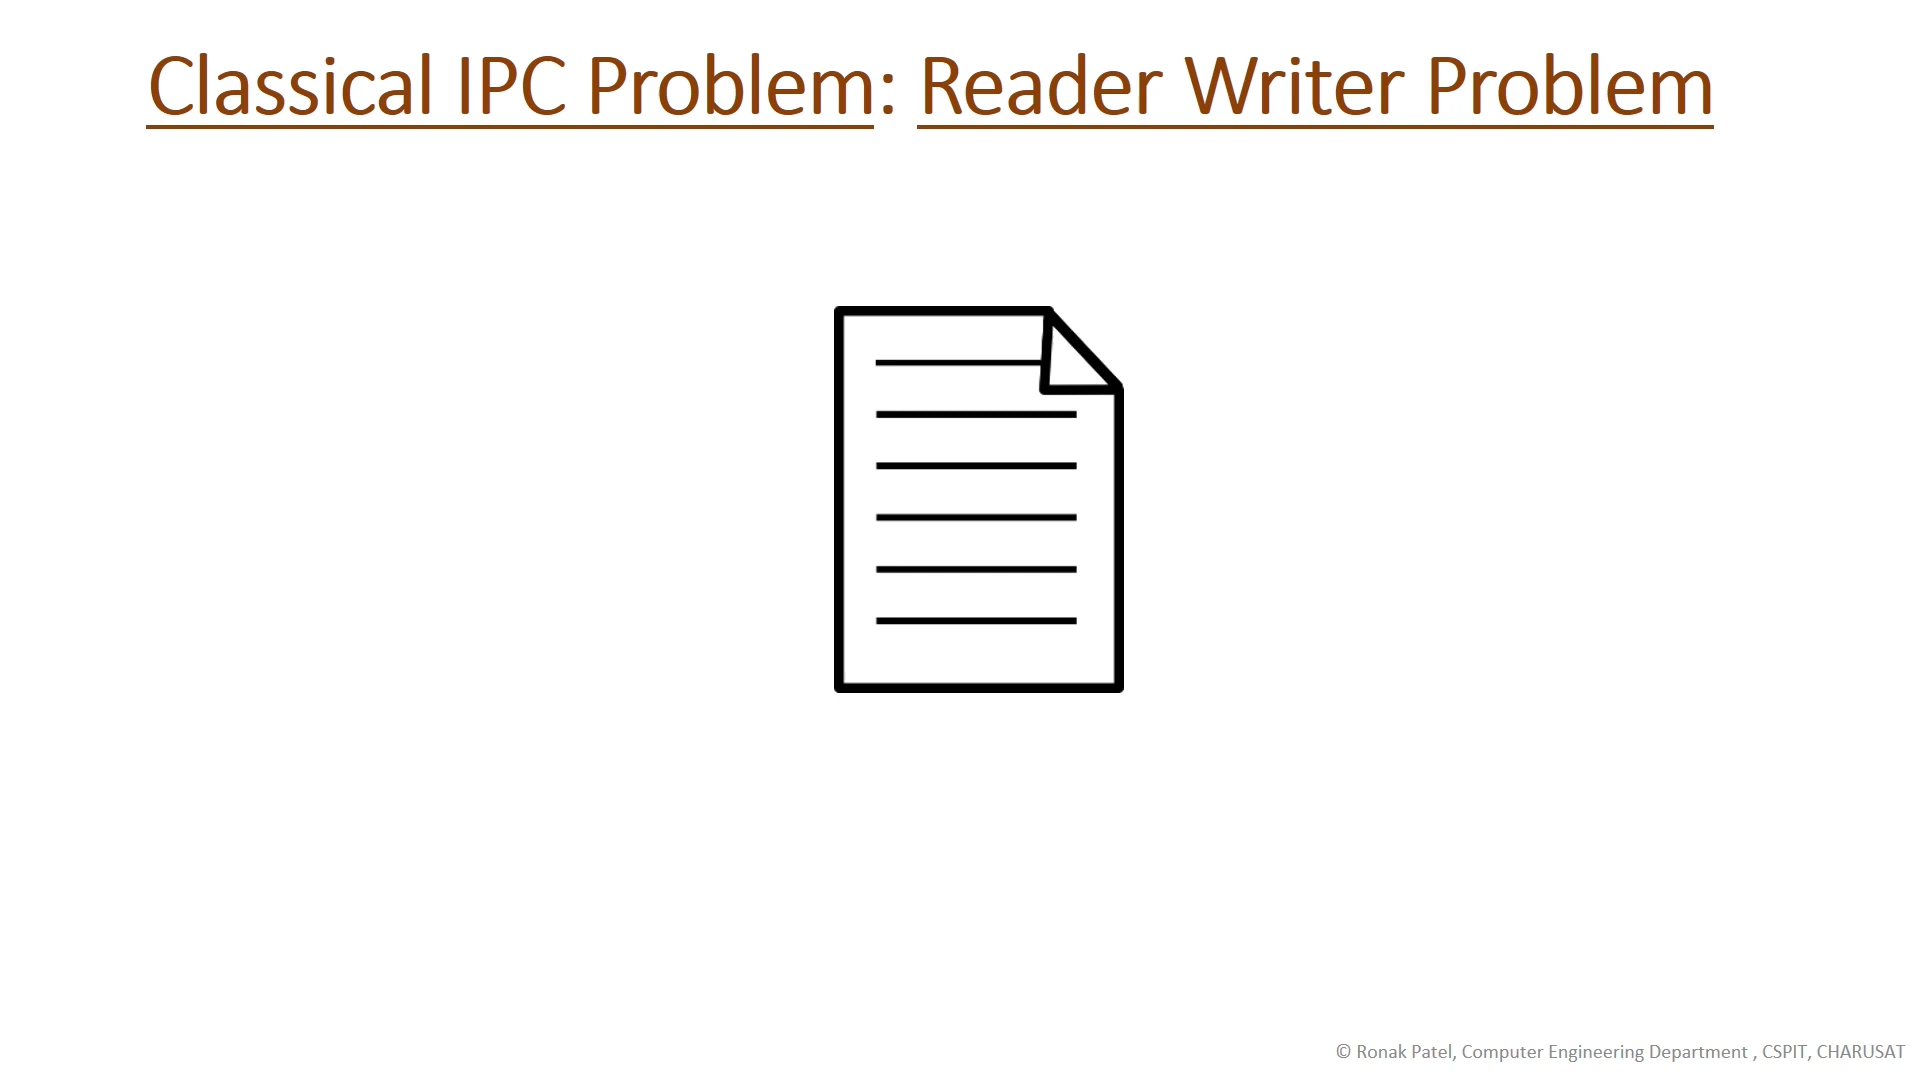 Classical IPC Problem: Reader Writer Problem
© Ronak Patel, Computer Engineering Department , CSPIT, CHARUSAT